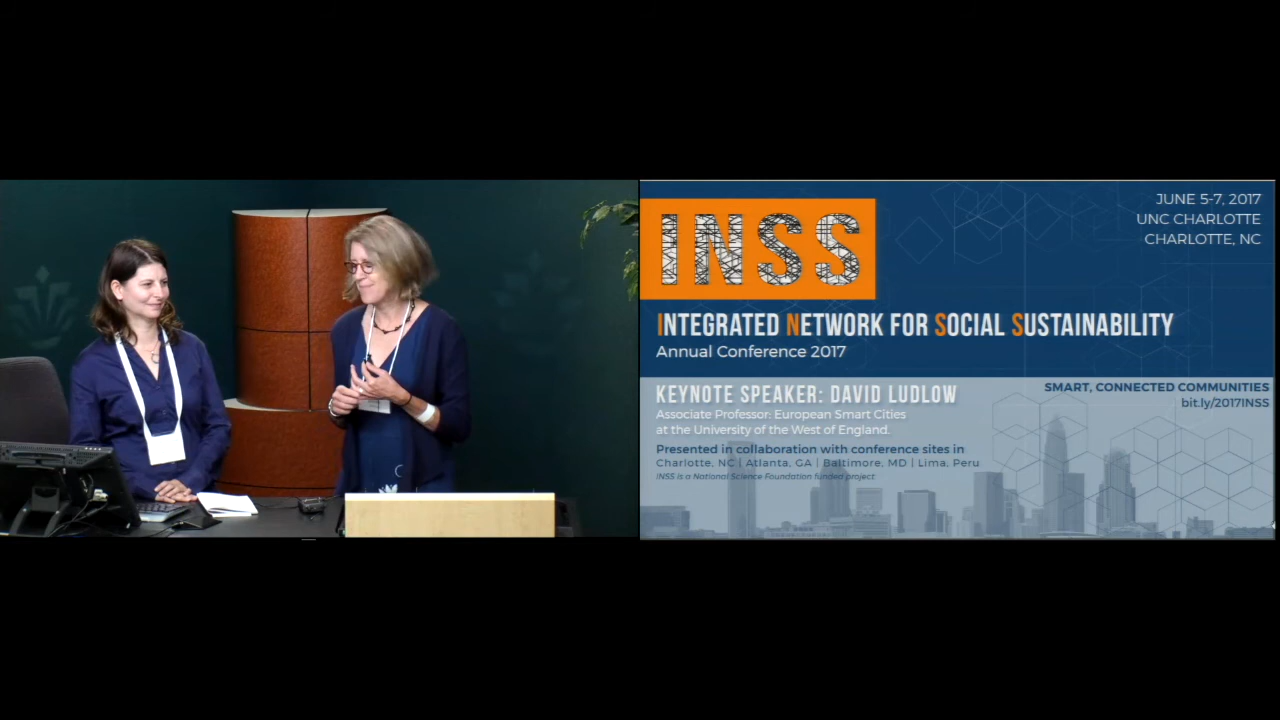 INSS
JUNE 5-7, 2017
UNC CHARLOTTE
CHARLOTTE, NC
INTEGRATED NETWORK FOR SOCIAL SUSTAINABILITY
Annual Conference 2017
KEYNOTE SPEAKER: DAVID LUDLOW
Associate Professor: European Smart Cities
at the University of the West of England.
SMART, CONNECTED COMMUNITIES
bit.ly/2017INSS
Presented in collaboration with conference sites in
Charlotte, NC | Atlanta, GA | Baltimore, MD | Lima, Peru
INSS is a National Science Foundation funded project.